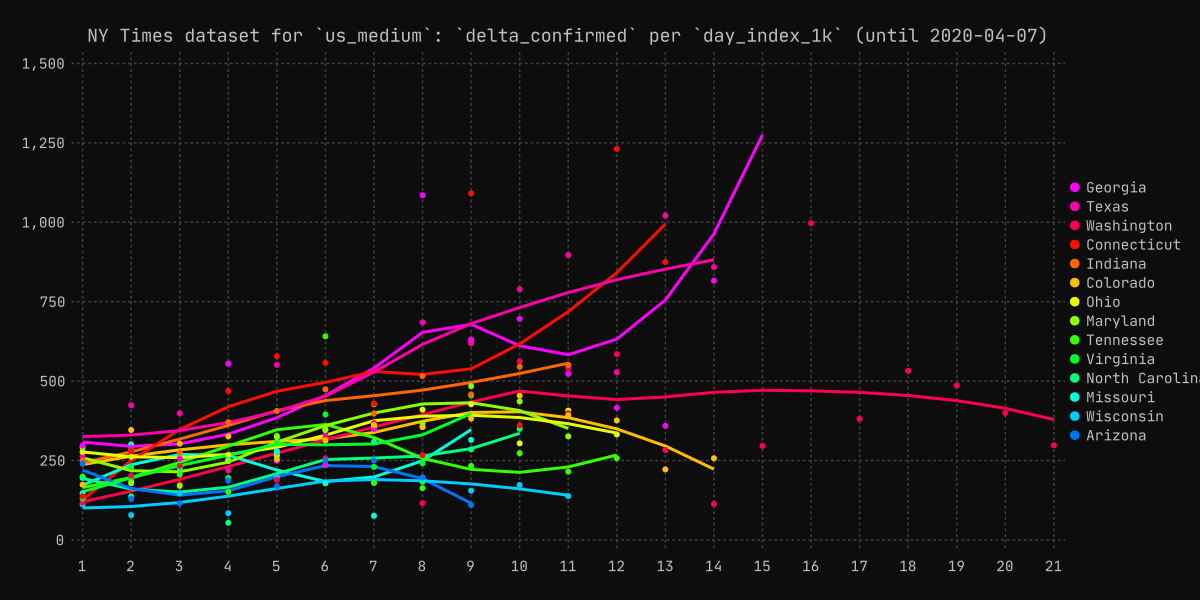 NY Times dataset for `us_medium`: `delta_confirmed` per `day_index_1k` (until 2020-04-07)
1,500
1,250
1,000
750
500
250
0
1 2 3 4 5 6 7 8 9 10 11 12 13 14 15 16 17 18 19 20 21
Georgia
Texas
Washington
Connecticut
Indiana
Colorado
Ohio
Maryland
Tennessee
Virginia
North Carolin
Missouri
Wisconsin
Arizona